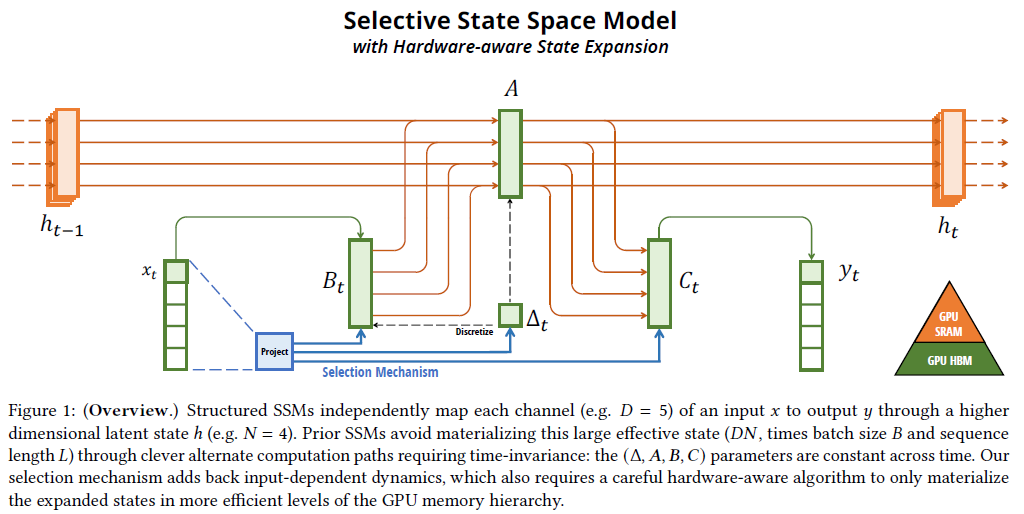 Selective State Space Model
with Hardware-aware State Expansion
A
h_{t−1}
h_t
x_t
B_t
C_t
y_t
Δ_t
Discretize
Project
Selection Mechanism
GPU
SRAM
GPU HBM
Figure 1: (Overview.) Structured SSMs independently map each channel (e.g. D = 5) of an input x to output y through a higher
dimensional latent state h (e.g. N = 4). Prior SSMs avoid materializing this large effective state (DN, times batch size B and sequence
length L) through clever alternate computation paths requiring time-invariance: the (Δ, A, B, C) parameters are constant across time. Our
selection mechanism adds back input-dependent dynamics, which also requires a careful hardware-aware algorithm to only materialize
the expanded states in more efficient levels of the GPU memory hierarchy.